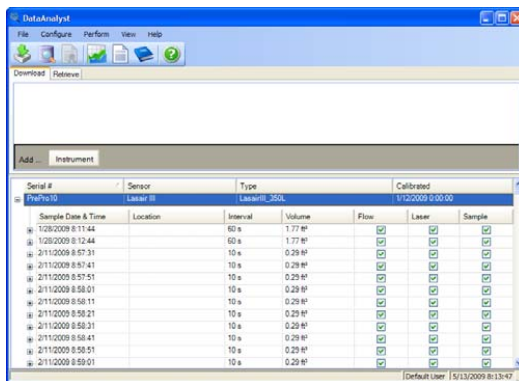 DataAnalyst
File Configure Perform View Help
Download Retrieve
Add ... Instrument
Serial # Sensor Type Calibrated
PrePro10 Lasair III LasairIII_350L 1/12/2009 0:00:00
Sample Date & Time Location Interval Volume Flow Laser Sample
1/28/2009 8:11:44 60 s 1.77 ft³
1/28/2009 8:12:44 60 s 1.77 ft³
2/11/2009 8:57:31 10 s 0.29 ft³
2/11/2009 8:57:41 10 s 0.29 ft³
2/11/2009 8:57:51 10 s 0.29 ft³
2/11/2009 8:58:01 10 s 0.29 ft³
2/11/2009 8:58:11 10 s 0.29 ft³
2/11/2009 8:58:21 10 s 0.29 ft³
2/11/2009 8:58:31 10 s 0.29 ft³
2/11/2009 8:58:41 10 s 0.29 ft³
2/11/2009 8:58:51 10 s 0.29 ft³
2/11/2009 8:59:01 10 s 0.29 ft³
Default User 5/13/2009 8:13:47